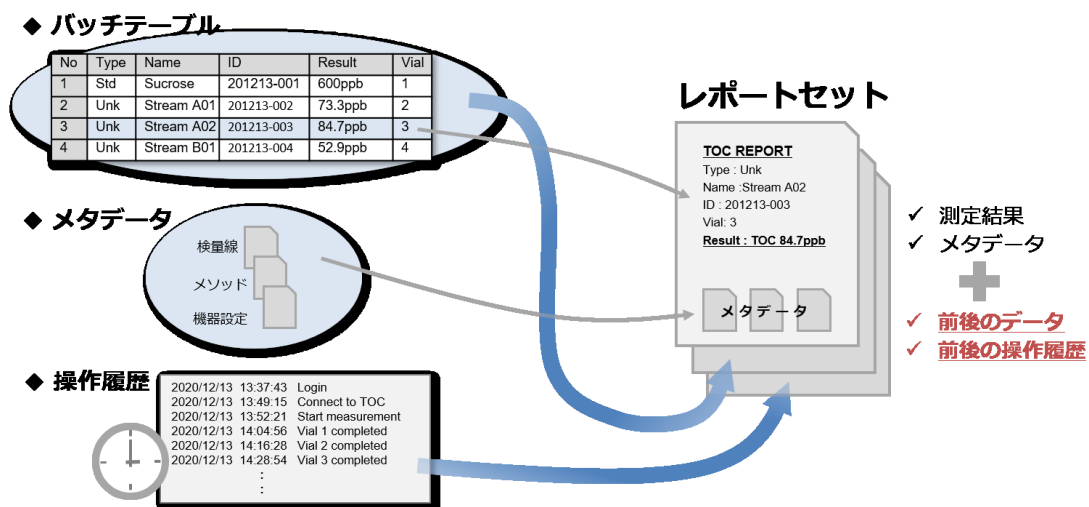 ◆ バッチテーブル
No Type Name ID Result Vial
1 Std Sucrose 201213-001 600ppb 1
2 Unk Stream A01 201213-002 73.3ppb 2
3 Unk Stream A02 201213-003 84.7ppb 3
4 Unk Stream B01 201213-004 52.9ppb 4
◆ メタデータ
検量線
メソッド
機器設定
◆ 操作履歴
2020/12/13 13:37:43 Login
2020/12/13 13:49:15 Connect to TOC
2020/12/13 13:52:21 Start measurement
2020/12/13 14:04:56 Vial 1 completed
2020/12/13 14:16:28 Vial 2 completed
2020/12/13 14:28:54 Vial 3 completed
⋮ ⋮
レポートセット
TOC REPORT
Type : Unk
Name :Stream A02
ID : 201213-003
Vial: 3
Result : TOC 84.7ppb
メタデータ
✓ 測定結果
✓ メタデータ
✓ 前後のデータ
✓ 前後の操作履歴